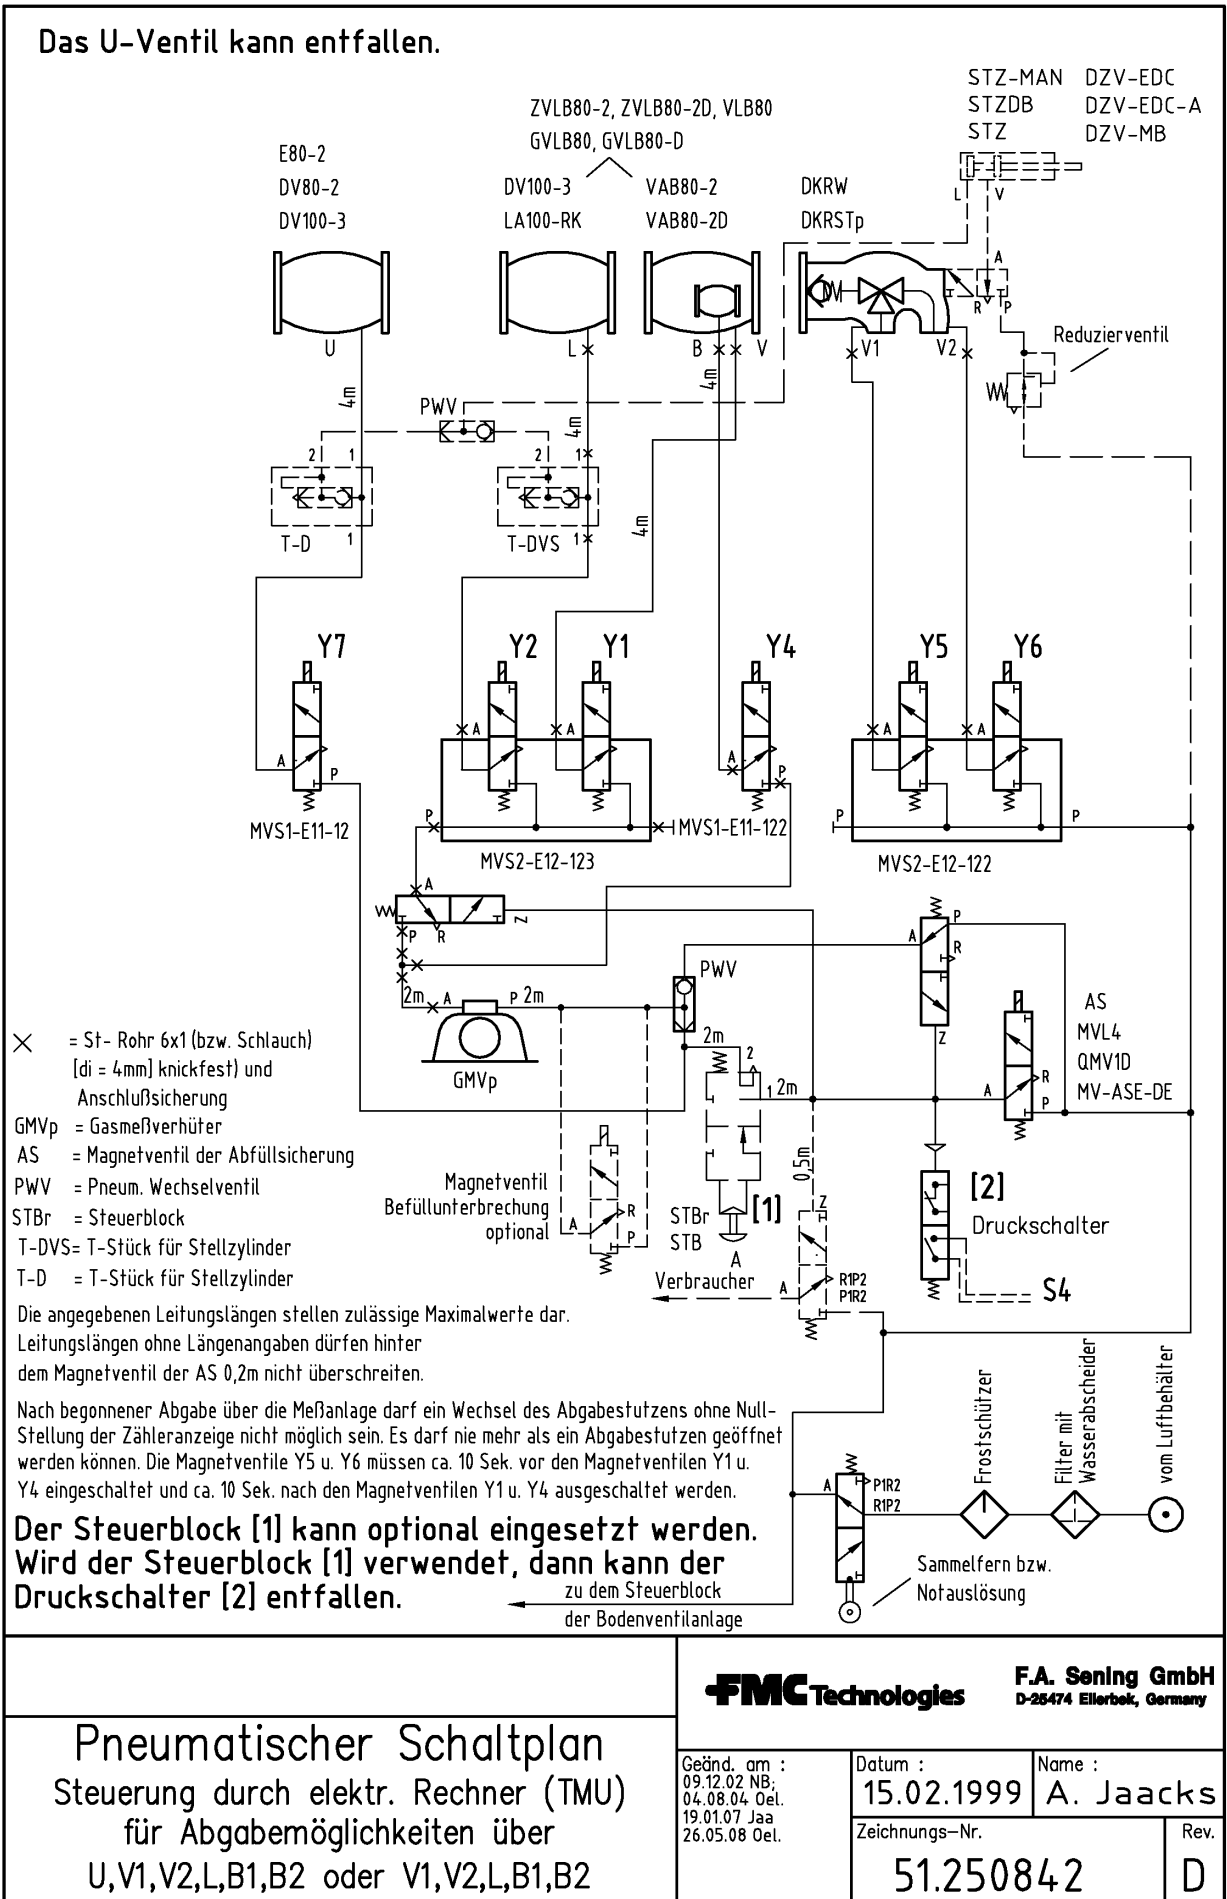 Das U-Ventil kann entfallen.
STZ-MAN DZV-EDC
STZDB DZV-EDC-A
STZ DZV-MB
ZVLB80-2, ZVLB80-2D, VLB80
GVLB80, GVLB80-D
E80-2
DV80-2
DV100-3
DV100-3
LA100-RK
VAB80-2
VAB80-2D
DKRW
DKRSTp
L V
A
R P
U
L
B V
V1 V2
Reduzierventil
4m
4m
4m
PWV
2 1
2 1
4m
T-D 1
T-DVS 1
Y7 Y2 Y1 Y4 Y5 Y6
A A A A A
A P P
MVS1-E11-12
P
MVS1-E11-122
P P
MVS2-E12-123
MVS2-E12-122
A
Z
P R
P
A
R
PWV
2m A P 2m
Z
AS
MVL4
QMV1D
MV-ASE-DE
2m
2
GMVp
1 2m
A R
P
× = St- Rohr 6x1 (bzw. Schlauch)
[di = 4mm] knickfest) und
Anschlußsicherung
GMVp = Gasmeßverhüter
AS = Magnetventil der Abfüllsicherung
PWV = Pneum. Wechselventil
STBr = Steuerblock
T-DVS= T-Stück für Stellzylinder
T-D = T-Stück für Stellzylinder
Magnetventil
Befüllunterbrechung
optional
A R
P
0,5m
[1]
STBr
STB
A
Z
[2]
Druckschalter
Verbraucher
A
R1P2
P1R2
S4
Die angegebenen Leitungslängen stellen zulässige Maximalwerte dar.
Leitungslängen ohne Längenangaben dürfen hinter
dem Magnetventil der AS 0,2m nicht überschreiten.
Nach begonnener Abgabe über die Meßanlage darf ein Wechsel des Abgabestutzens ohne Null-
Stellung der Zähleranzeige nicht möglich sein. Es darf nie mehr als ein Abgabestutzen geöffnet
werden können. Die Magnetventile Y5 u. Y6 müssen ca. 10 Sek. vor den Magnetventilen Y1 u.
Y4 eingeschaltet und ca. 10 Sek. nach den Magnetventilen Y1 u. Y4 ausgeschaltet werden.
Frostschützer
Filter mit
Wasserabscheider
vom Luftbehälter
A
P1R2
R1P2
Der Steuerblock [1] kann optional eingesetzt werden.
Wird der Steuerblock [1] verwendet, dann kann der
Druckschalter [2] entfallen.
zu dem Steuerblock
der Bodenventilanlage
Sammelfern bzw.
Notauslösung
FMC Technologies
F.A. Sening GmbH
D-25474 Ellerbek, Germany
Pneumatischer Schaltplan
Steuerung durch elektr. Rechner (TMU)
für Abgabemöglichkeiten über
U,V1,V2,L,B1,B2 oder V1,V2,L,B1,B2
Geänd. am :
09.12.02 NB;
04.08.04 Oel.
19.01.07 Jaa
26.05.08 Oel.
Datum :
15.02.1999
Name :
A. Jaacks
Zeichnungs-Nr.
51.250842
Rev.
D